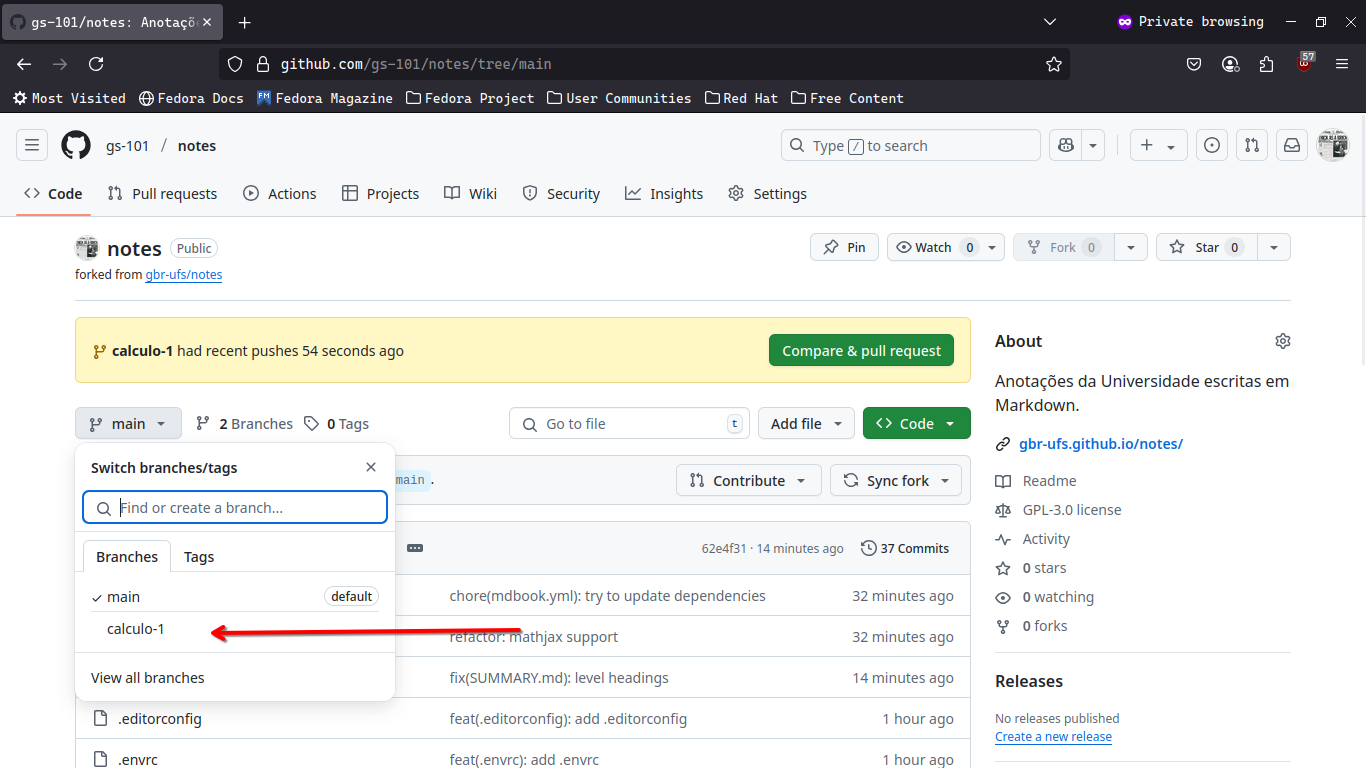 gs-101/notes: Anotaçõ
Private browsing
github.com/gs-101/notes/tree/main
57
Most Visited
Fedora Docs
FM
Fedora Magazine
Fedora Project
User Communities
Red Hat
Free Content
gs-101 / notes
Type / to search
Code
Pull requests
Actions
Projects
Wiki
Security
Insights
Settings
notes
Public
Pin
Watch 0
Fork 0
Star 0
forked from gbr-ufs/notes
calculo-1 had recent pushes 54 seconds ago
Compare & pull request
main
2 Branches
0 Tags
Go to file
t
Add file
Code
Switch branches/tags
Find or create a branch...
Branches
Tags
main
default
calculo-1
View all branches
main.
Contribute
Sync fork
62e4f31 · 14 minutes ago
37 Commits
chore(mdbook.yml): try to update dependencies
32 minutes ago
refactor: mathjax support
32 minutes ago
fix(SUMMARY.md): level headings
14 minutes ago
.editorconfig
feat(.editorconfig): add .editorconfig
1 hour ago
.envrc
feat(.envrc): add .envrc
1 hour ago
About
Anotações da Universidade escritas em
Markdown.
gbr-ufs.github.io/notes/
Readme
GPL-3.0 license
Activity
0 stars
0 watching
0 forks
Releases
No releases published
Create a new release